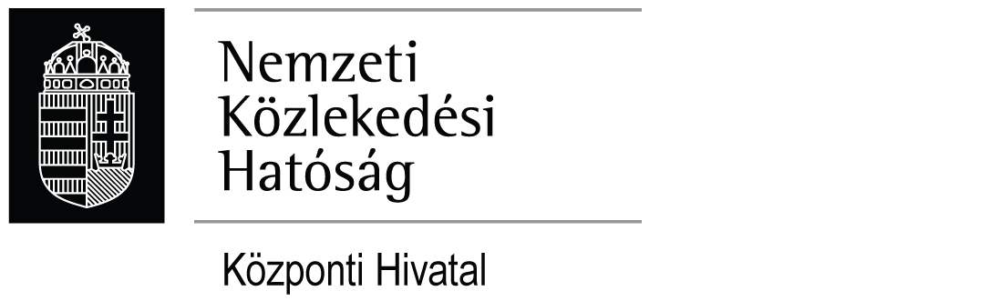 Nemzeti
Közlekedési
Hatóság
Központi Hivatal